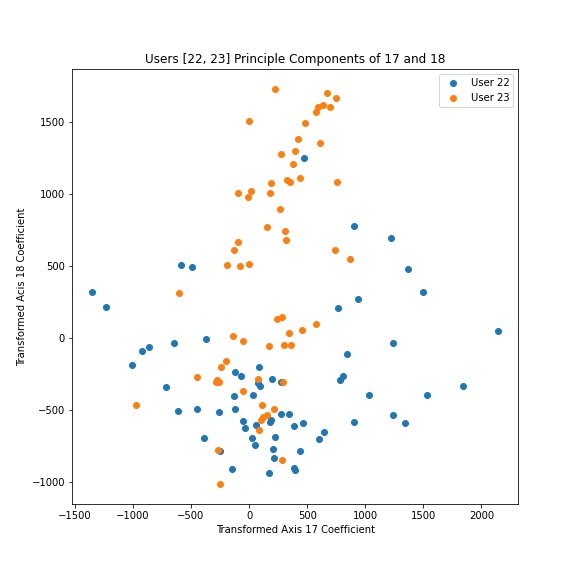 Users [22, 23] Principle Components of 17 and 18
User 22
User 23
Transformed Acis 18 Coefficient
1500
1000
500
0
−500
−1000
−1500
−1000
−500
0
500
1000
1500
2000
Transformed Axis 17 Coefficient